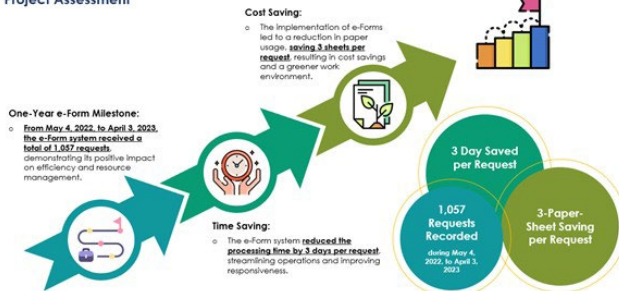 Project Assessment
Cost Saving:
o The implementation of e-Forms
led to a reduction in paper
usage, saving 3 sheets per
request, resulting in cost savings
and a greener work
environment.
One-Year e-Form Milestone:
o From May 4, 2022, to April 3, 2023,
the e-Form system received a
total of 1,057 requests,
demonstrating its positive impact
on efficiency and resource
management.
Time Saving:
o The e-Form system reduced the
processing time by 3 days per request,
streamlining operations and improving
responsiveness.
3 Day Saved
per Request
1,057
Requests
Recorded
during May 4,
2022, to April 3,
2023
3-Paper-
Sheet Saving
per Request